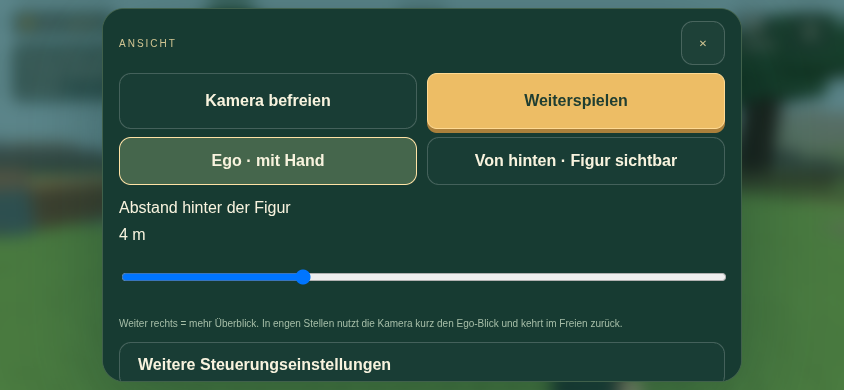 ANSICHT
×
Kamera befreien
Weiterspielen
Ego · mit Hand
Von hinten · Figur sichtbar
Abstand hinter der Figur
4 m
Weiter rechts = mehr Überblick. In engen Stellen nutzt die Kamera kurz den Ego-Blick und kehrt im Freien zurück.
Weitere Steuerungseinstellungen